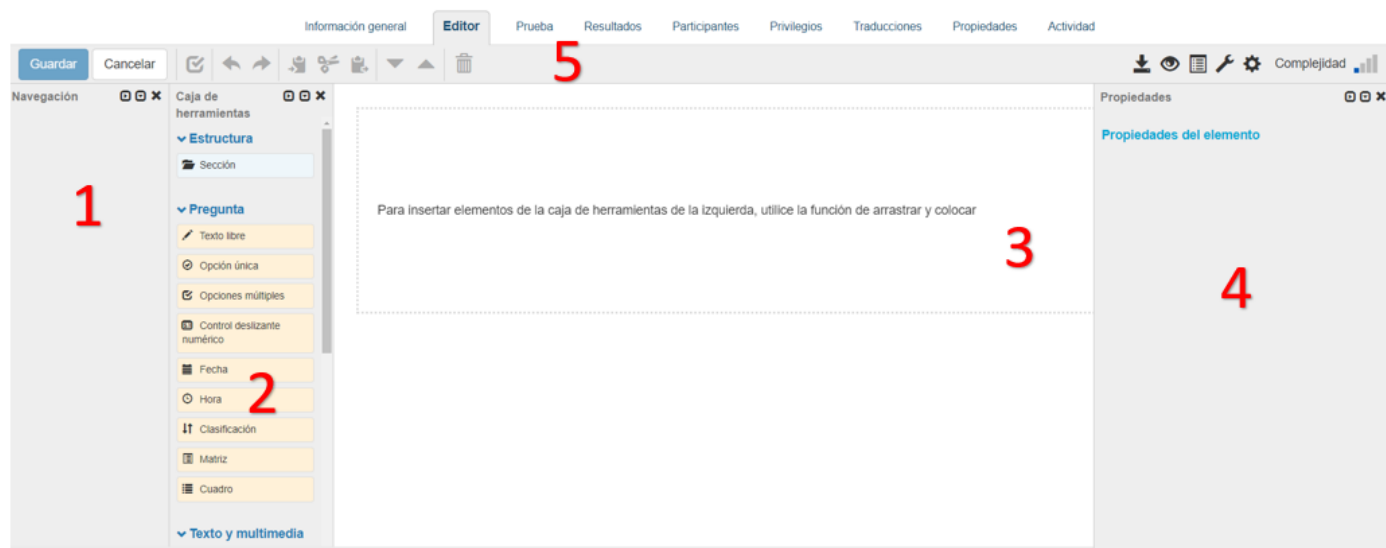 Información general Editor Prueba Resultados Participantes Privilegios Traducciones Propiedades Actividad
5
Guardar Cancelar Complejidad
Navegación
1
Caja de
herramientas
Estructura
Sección
Pregunta
Texto libre
Opción única
Opciones múltiples
Control deslizante
numérico
Fecha
2
Hora
Clasificación
Matriz
Cuadro
Texto y multimedia
Para insertar elementos de la caja de herramientas de la izquierda, utilice la función de arrastrar y colocar
3
Propiedades
Propiedades del elemento
4